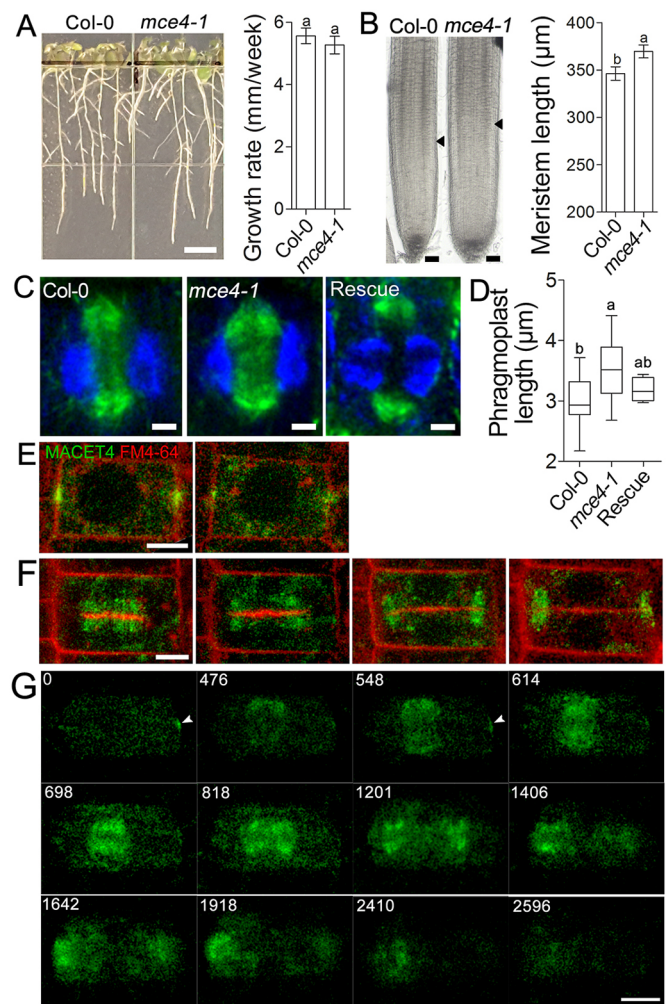 A
Col-0 mce4-1
Growth rate (mm/week)
6
4
2
0
a a
Col-0
mce4-1
B
Col-0 mce4-1
Meristem length (µm)
400
350
300
250
200
b
a
Col-0
mce4-1
C
Col-0 mce4-1 Rescue
D
Phragmoplast
length (µm)
5
4
3
2
b
a
ab
Col-0
mce4-1
Rescue
E
MACET4 FM4-64
F
G
0 476 548 614
698 818 1201 1406
1642 1918 2410 2596